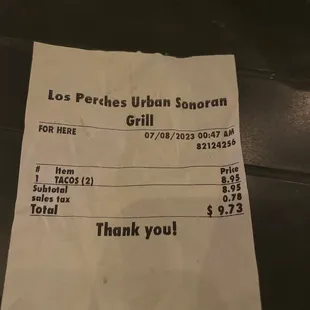 Los Perches Urban Sonoran
Grill
FOR HERE 07/08/2023 00:47 AM
82124256
# Item Price
1 TACOS (2) 8.95
Subtotal 8.95
sales tax 0.78
Total $ 9.73
Thank you!